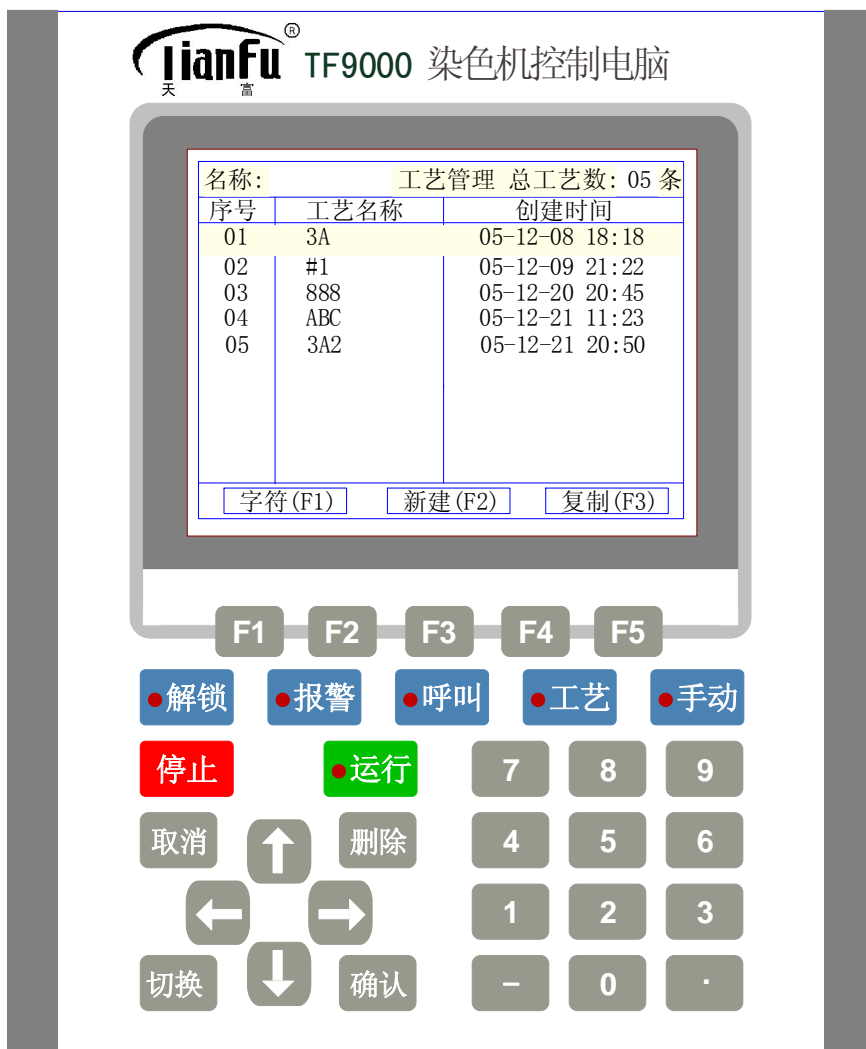 TianFu® TF9000 染色机控制电脑
天 富
名称: 工艺管理 总工艺数: 05 条
序号 工艺名称 创建时间
01 3A 05-12-08 18:18
02 #1 05-12-09 21:22
03 888 05-12-20 20:45
04 ABC 05-12-21 11:23
05 3A2 05-12-21 20:50
字符(F1) 新建(F2) 复制(F3)
F1 F2 F3 F4 F5
解锁 报警 呼叫 工艺 手动
停止 运行 7 8 9
取消 删除 4 5 6
1 2 3
切换 确认 - 0 .